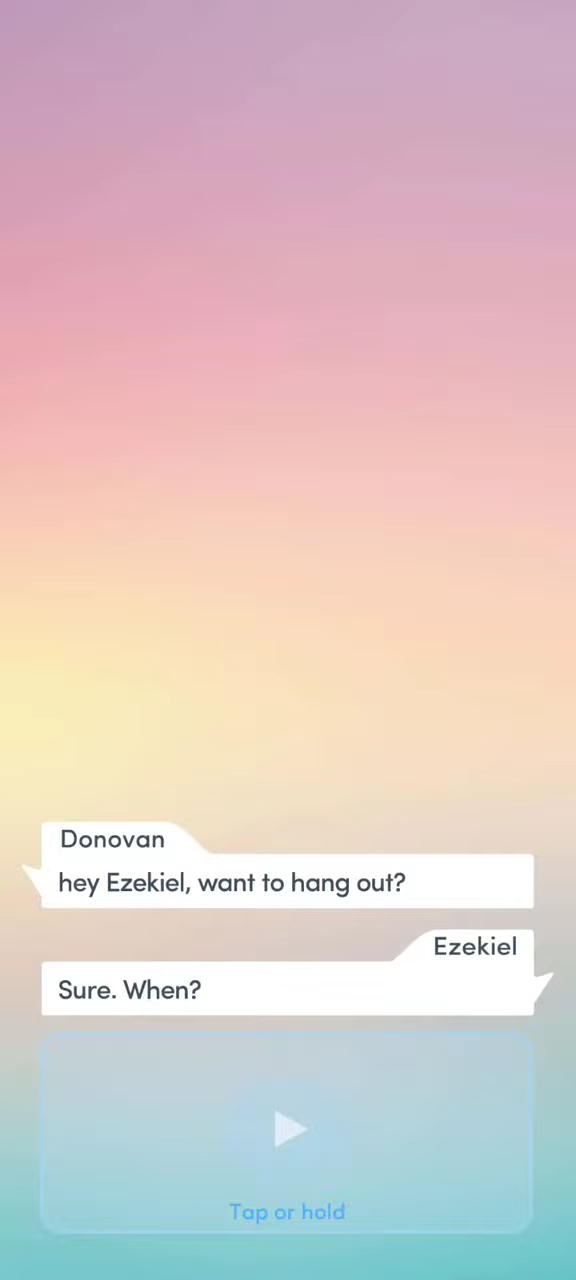 Donovan
hey Ezekiel, want to hang out?
Ezekiel
Sure. When?
Tap or hold